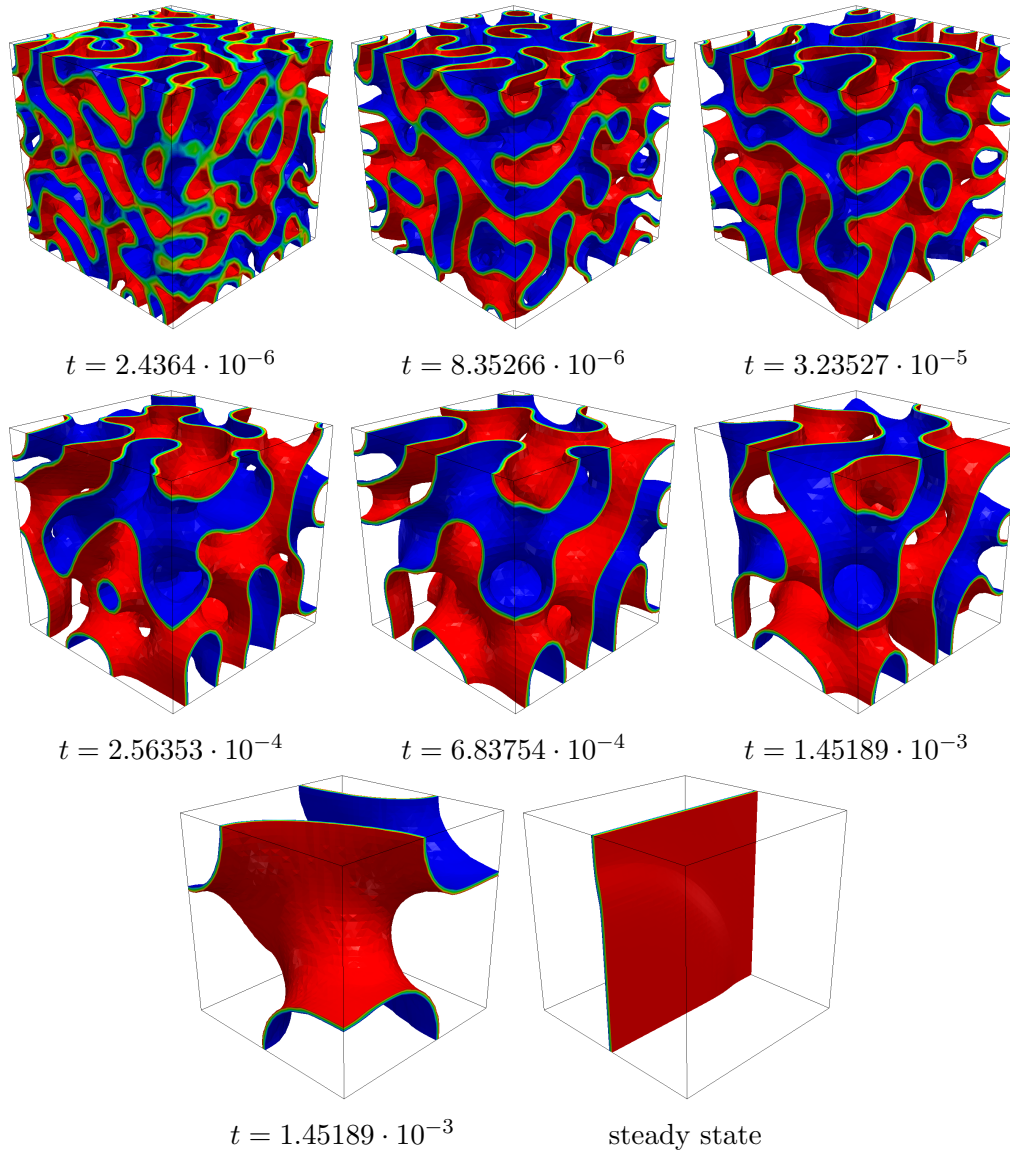 t = 2.4364 · 10⁻⁶
t = 8.35266 · 10⁻⁶
t = 3.23527 · 10⁻⁵
t = 2.56353 · 10⁻⁴
t = 6.83754 · 10⁻⁴
t = 1.45189 · 10⁻³
t = 1.45189 · 10⁻³
steady state